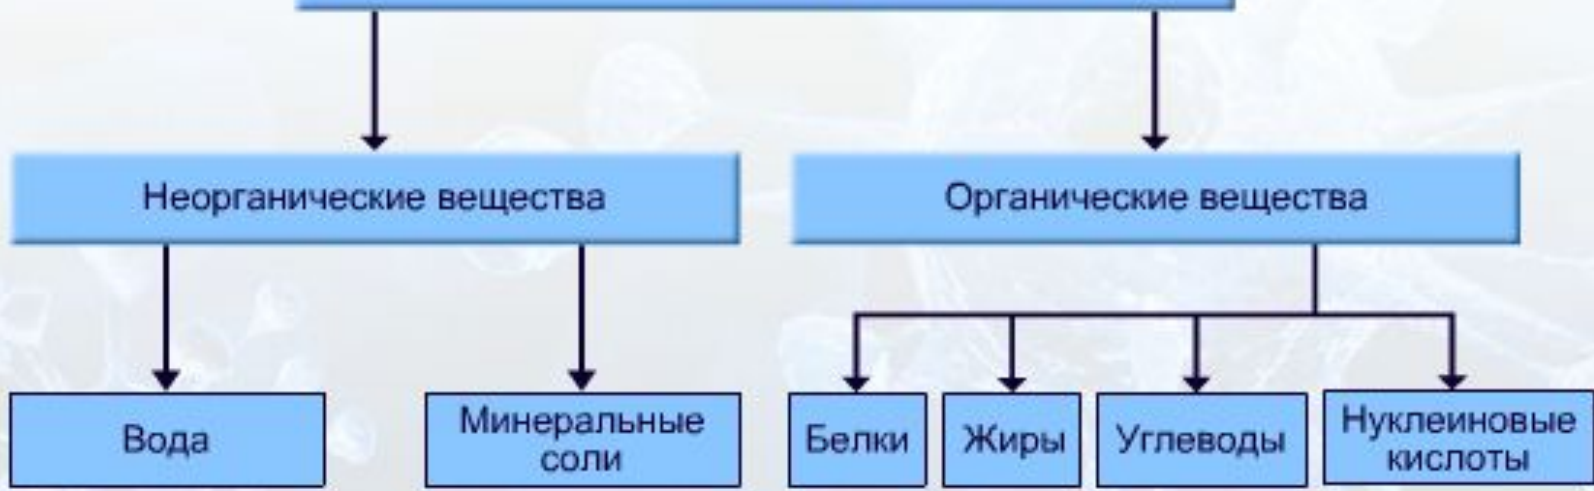 Неорганические вещества
Органические вещества
Вода
Минеральные
соли
Белки
Жиры
Углеводы
Нуклеиновые
кислоты